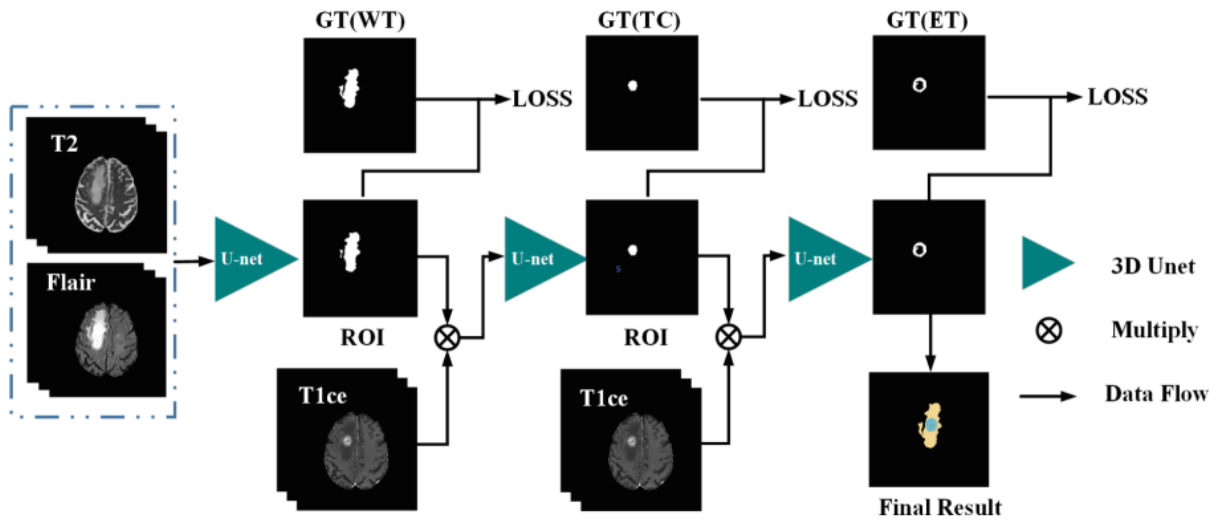 GT(WT)
GT(TC)
GT(ET)
LOSS
LOSS
LOSS
T2
Flair
U-net
U-net
U-net
S
ROI
ROI
T1ce
T1ce
3D Unet
Multiply
Data Flow
Final Result